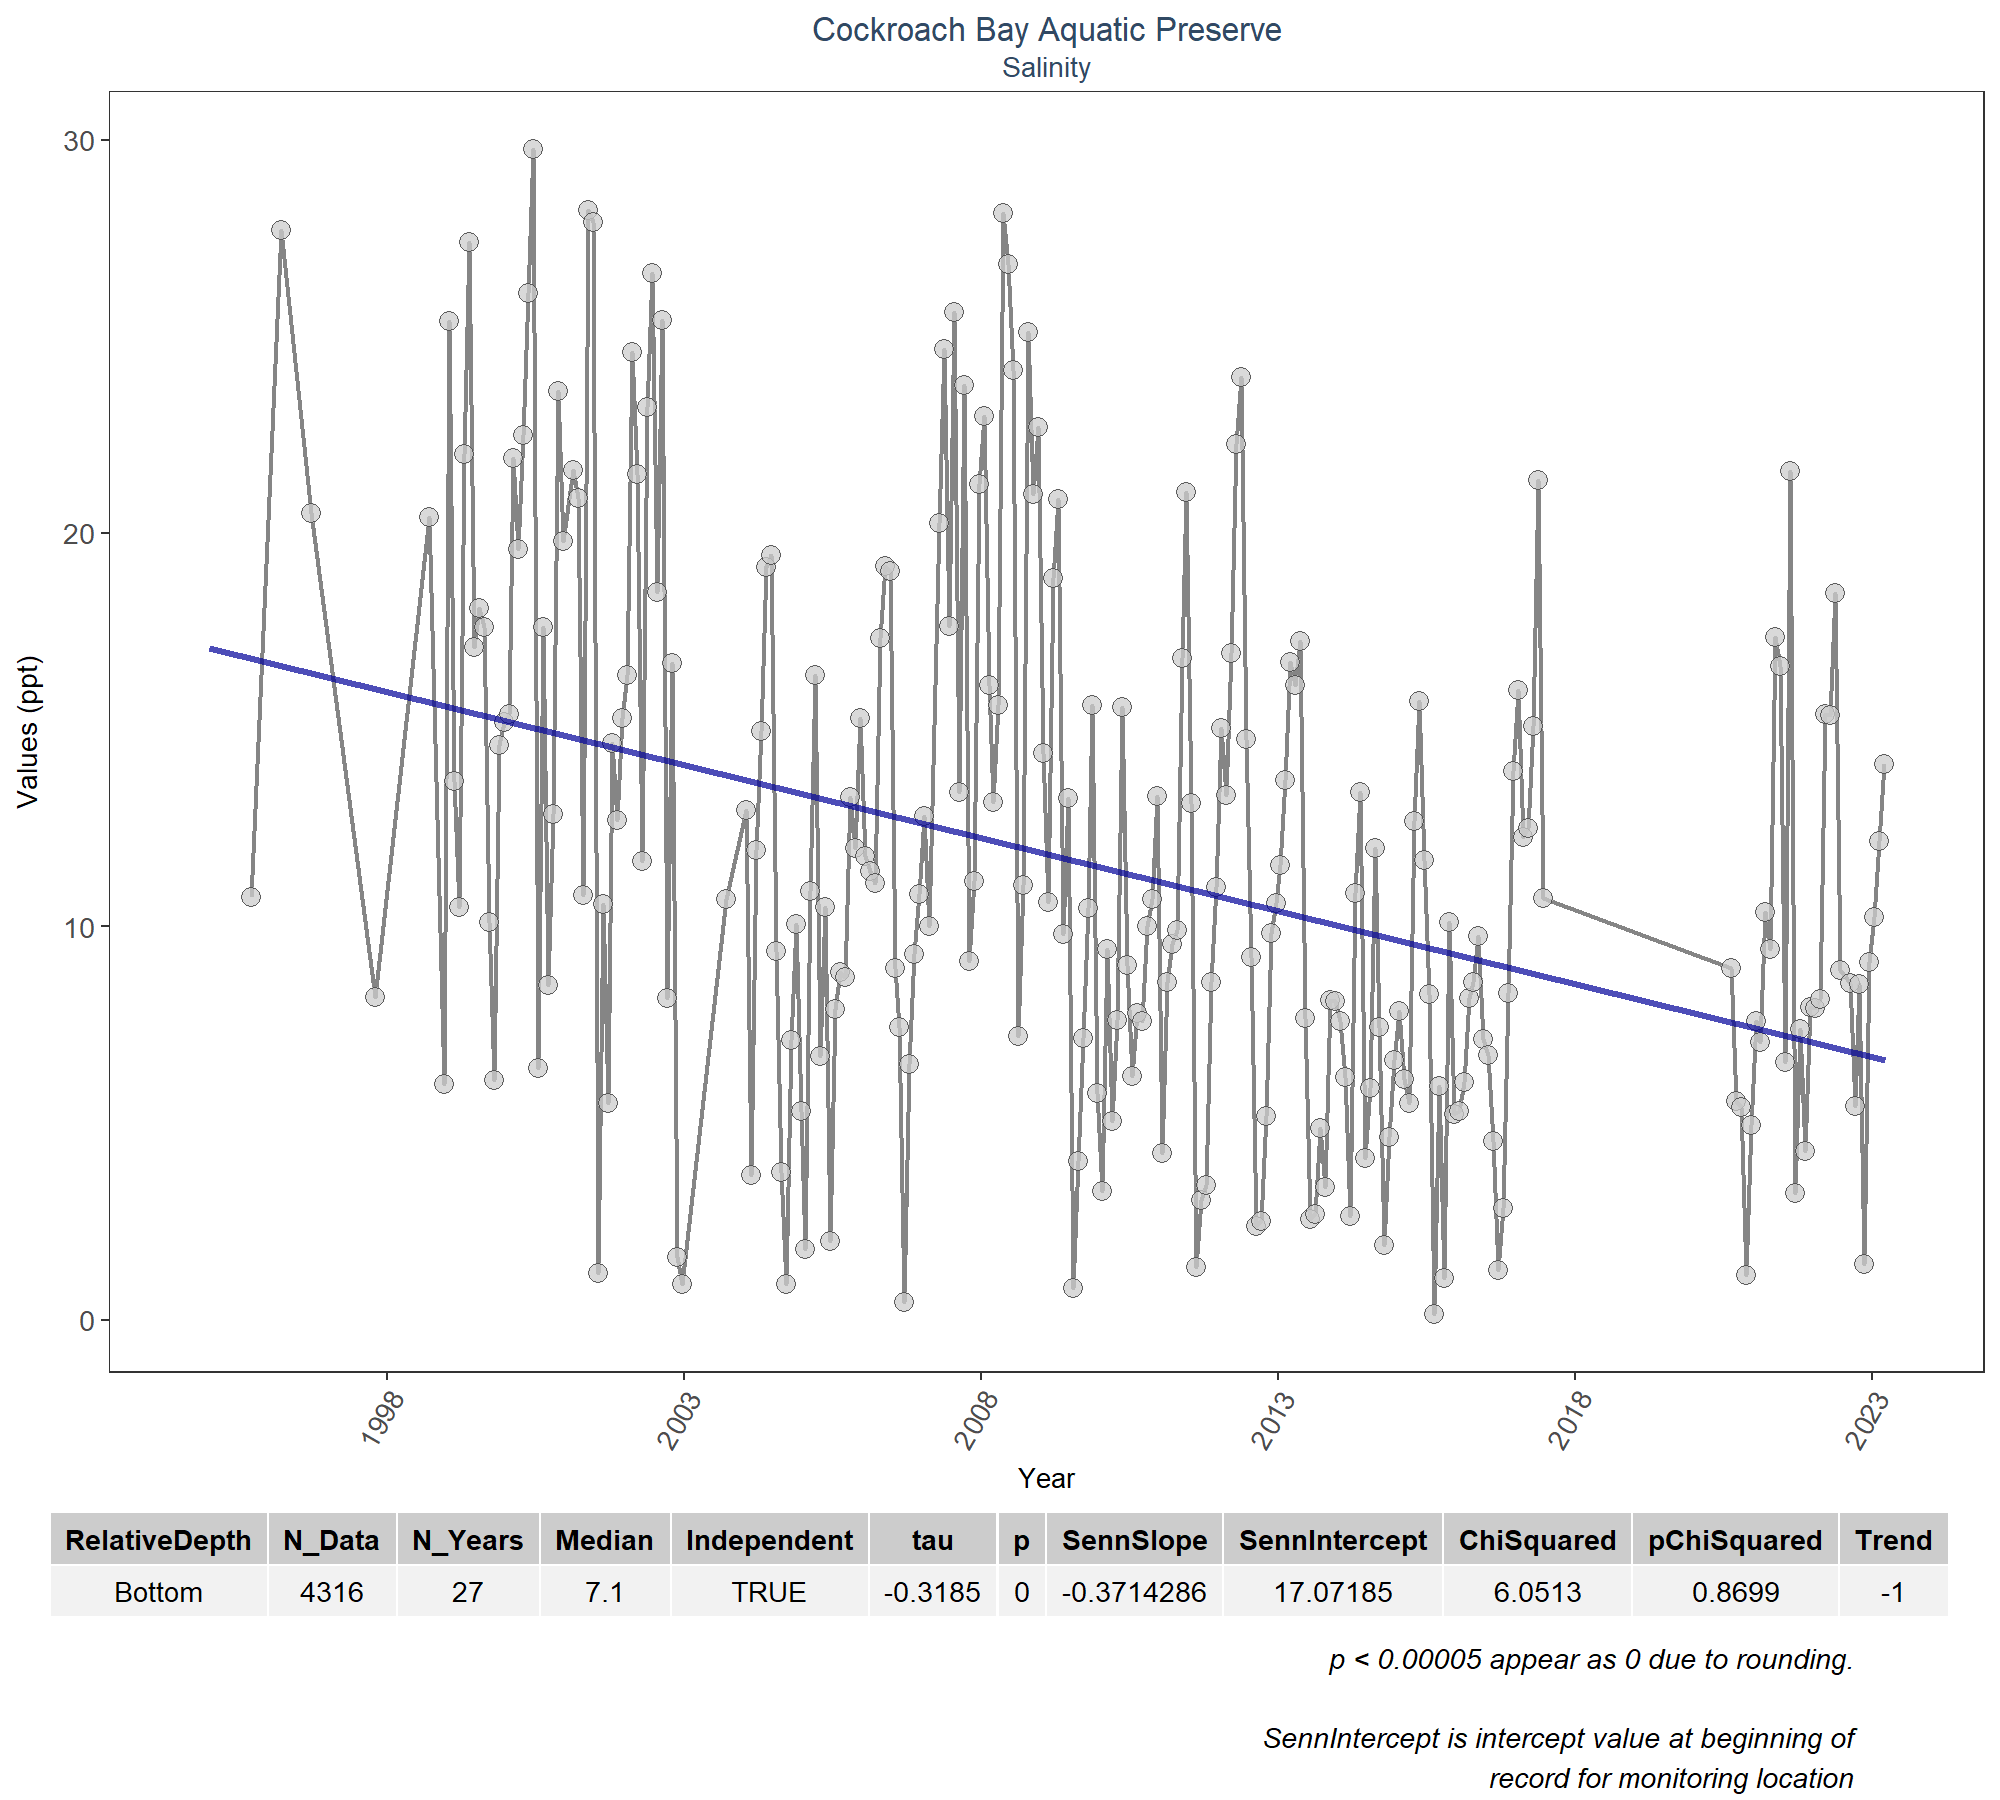 Cockroach Bay Aquatic Preserve
Salinity
30
20
10
0
Values (ppt)
1998
2003
2008
2013
2018
2023
Year
RelativeDepth N_Data N_Years Median Independent tau p SennSlope SennIntercept ChiSquared pChiSquared Trend
Bottom 4316 27 7.1 TRUE -0.3185 0 -0.3714286 17.07185 6.0513 0.8699 -1
p < 0.00005 appear as 0 due to rounding.
SennIntercept is intercept value at beginning of
record for monitoring location